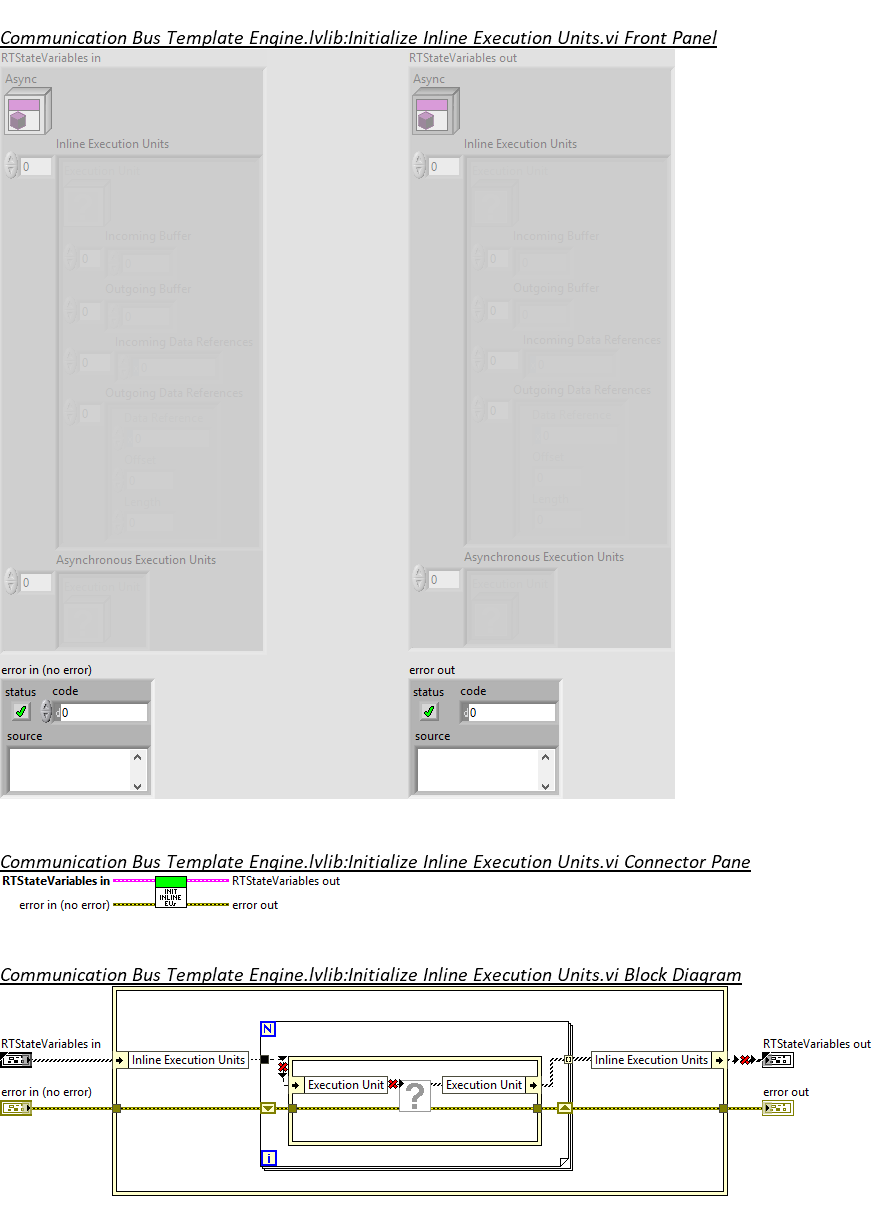 Communication Bus Template Engine.lvlib:Initialize Inline Execution Units.vi Front Panel
RTStateVariables in
RTStateVariables out
Async
Async
Inline Execution Units
Inline Execution Units
0
0
Incoming Buffer
Incoming Buffer
0
0
Outgoing Buffer
Outgoing Buffer
0
0
Incoming Data References
Incoming Data References
0
0
Outgoing Data References
Outgoing Data References
0
0
Asynchronous Execution Units
Asynchronous Execution Units
0
0
error in (no error)
error out
status code
status code
0
0
source
source
Communication Bus Template Engine.lvlib:Initialize Inline Execution Units.vi Connector Pane
RTStateVariables in
RTStateVariables out
INIT
INLINE
EUs
error in (no error)
error out
Communication Bus Template Engine.lvlib:Initialize Inline Execution Units.vi Block Diagram
N
RTStateVariables in
RTStateVariables out
Inline Execution Units
Inline Execution Units
Execution Unit
?
Execution Unit
error in (no error)
error out
i